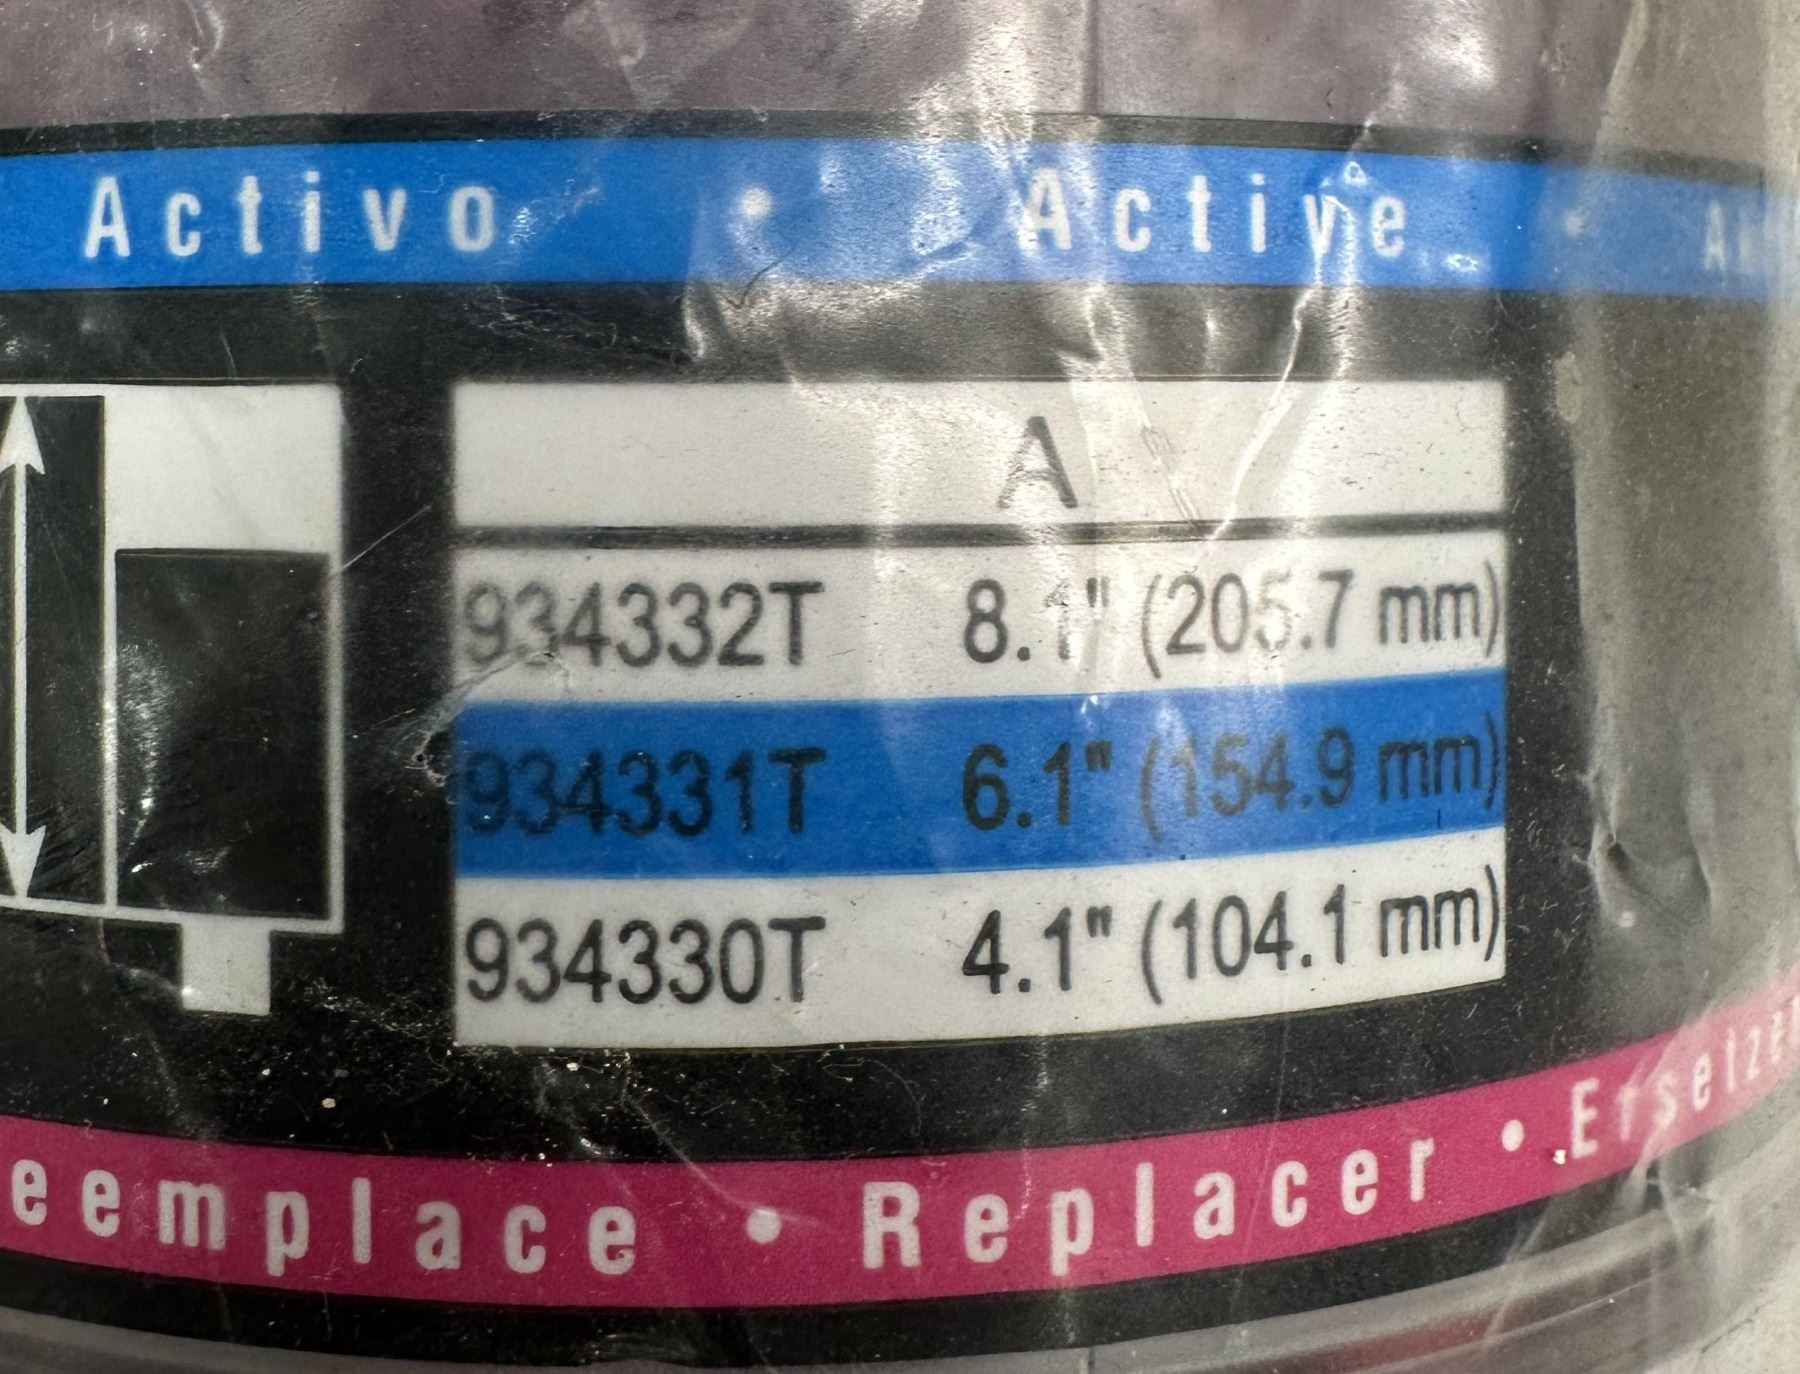 Activo • Active •
A
934332T 8.1" (205.7 mm)
934331T 6.1" (154.9 mm)
934330T 4.1" (104.1 mm)
eemplace • Replacer • Ersetzen